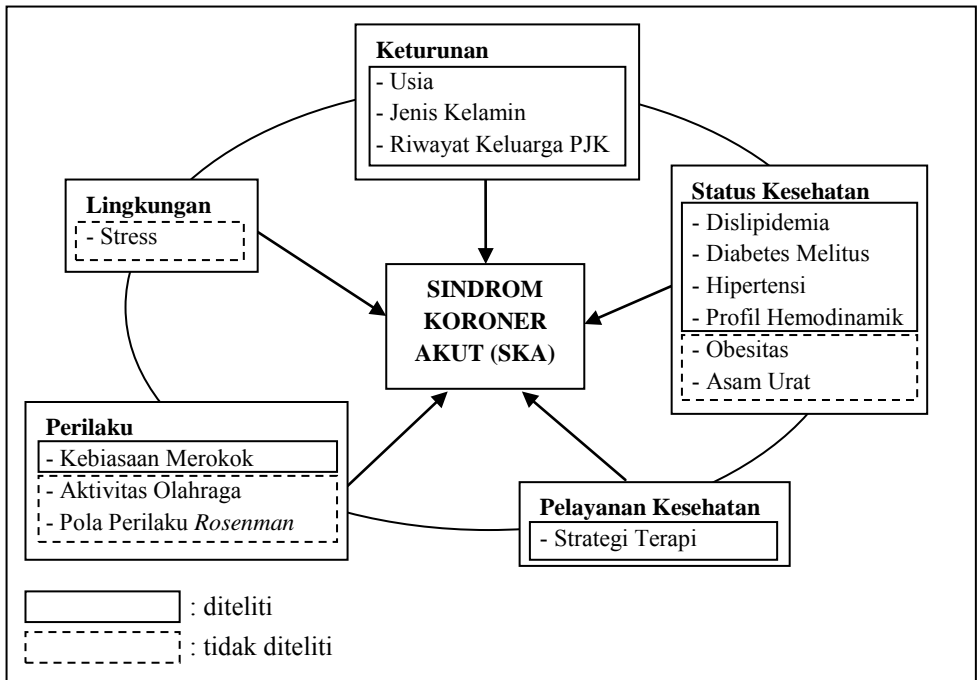 Keturunan
- Usia
- Jenis Kelamin
- Riwayat Keluarga PJK
Lingkungan
- Stress
Status Kesehatan
- Dislipidemia
- Diabetes Melitus
- Hipertensi
- Profil Hemodinamik
- Obesitas
- Asam Urat
SINDROM
KORONER
AKUT (SKA)
Perilaku
- Kebiasaan Merokok
- Aktivitas Olahraga
- Pola Perilaku Rosenman
Pelayanan Kesehatan
- Strategi Terapi
: diteliti
: tidak diteliti